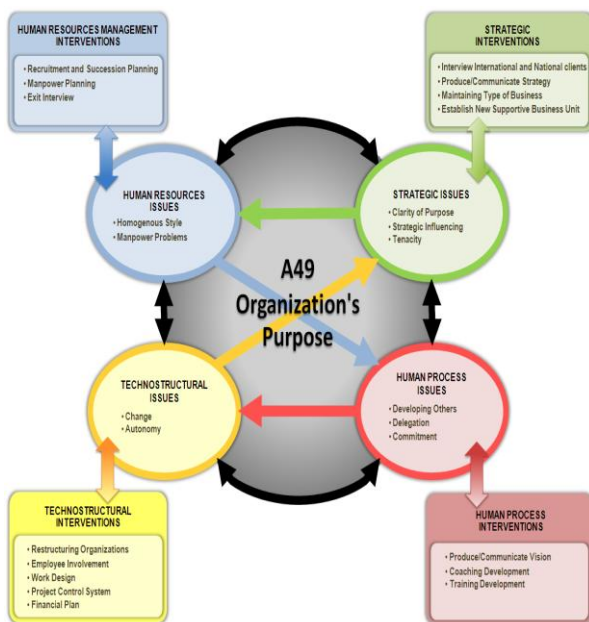 HUMAN RESOURCES MANAGEMENT
INTERVENTIONS
• Recruitment and Succession Planning
• Manpower Planning
• Exit Interview
STRATEGIC
INTERVENTIONS
• Interview International and National clients
• Produce/Communicate Strategy
• Maintaining Type of Business
• Establish New Supportive Business Unit
HUMAN RESOURCES
ISSUES
• Homogenous Style
• Manpower Problems
STRATEGIC ISSUES
• Clarity of Purpose
• Strategic Influencing
• Tenacity
A49
Organization's
Purpose
TECHNOSTRUCTURAL
ISSUES
• Change
• Autonomy
HUMAN PROCESS
ISSUES
• Developing Others
• Delegation
• Commitment
TECHNOSTRUCTURAL
INTERVENTIONS
• Restructuring Organizations
• Employee Involvement
• Work Design
• Project Control System
• Financial Plan
HUMAN PROCESS
INTERVENTIONS
• Produce/Communicate Vision
• Coaching Development
• Training Development